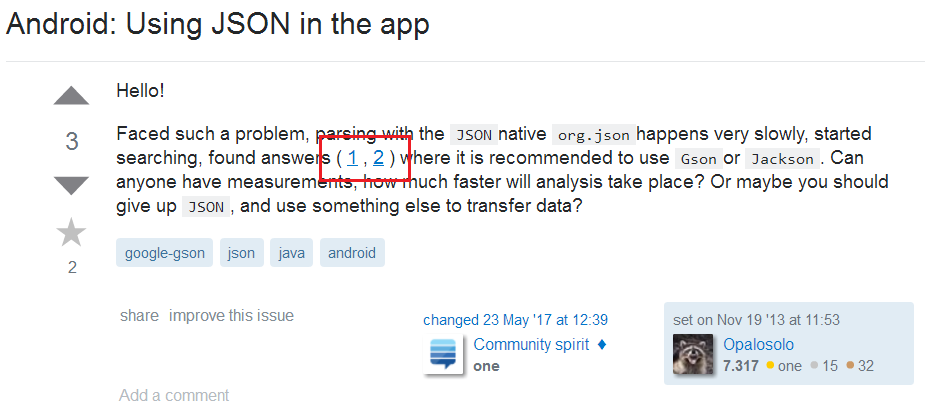 Android: Using JSON in the app
Hello!
3
Faced such a problem, parsing with the JSON native org.json happens very slowly, started
searching, found answers ( 1 , 2 ) where it is recommended to use Gson or Jackson . Can
anyone have measurements, how much faster will analysis take place? Or maybe you should
give up JSON , and use something else to transfer data?
2
google-gson json java android
share improve this issue
changed 23 May '17 at 12:39
Community spirit ♦
one
set on Nov 19 '13 at 11:53
Opalosolo
7.317 ● one ● 15 ● 32
Add a comment